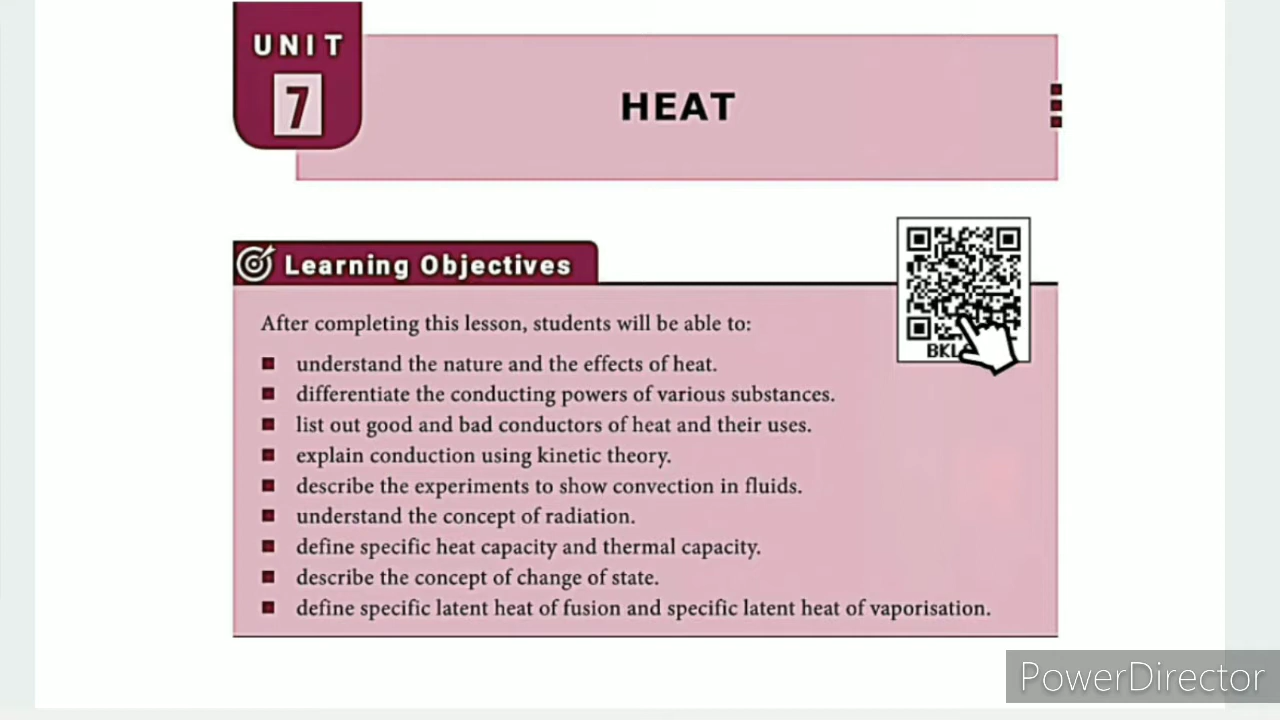 UNIT
7
HEAT
Learning Objectives
After completing this lesson, students will be able to:
■ understand the nature and the effects of heat.
■ differentiate the conducting powers of various substances.
■ list out good and bad conductors of heat and their uses.
■ explain conduction using kinetic theory.
■ describe the experiments to show convection in fluids.
■ understand the concept of radiation.
■ define specific heat capacity and thermal capacity.
■ describe the concept of change of state.
■ define specific latent heat of fusion and specific latent heat of vaporisation.
PowerDirector